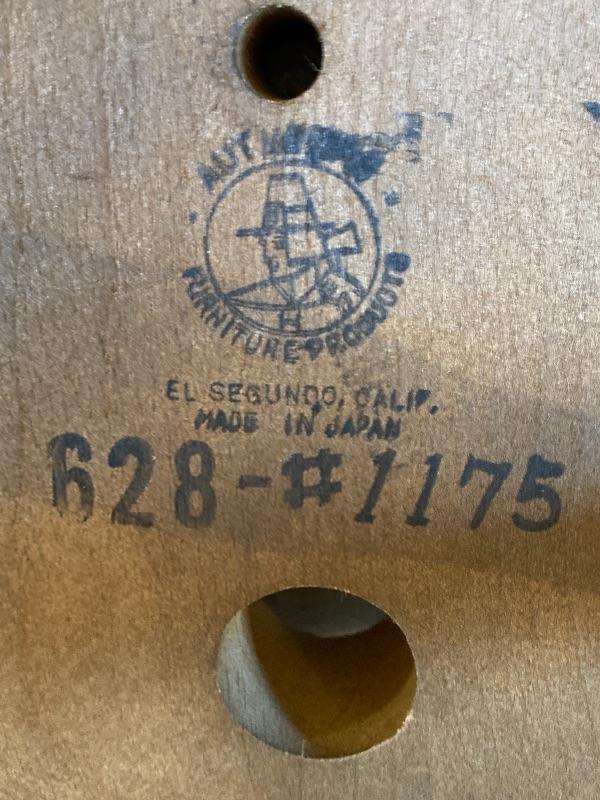 FURNITURE PRODUCTS
EL SEGUNDO, CALIF.
MADE IN JAPAN
628-#1175